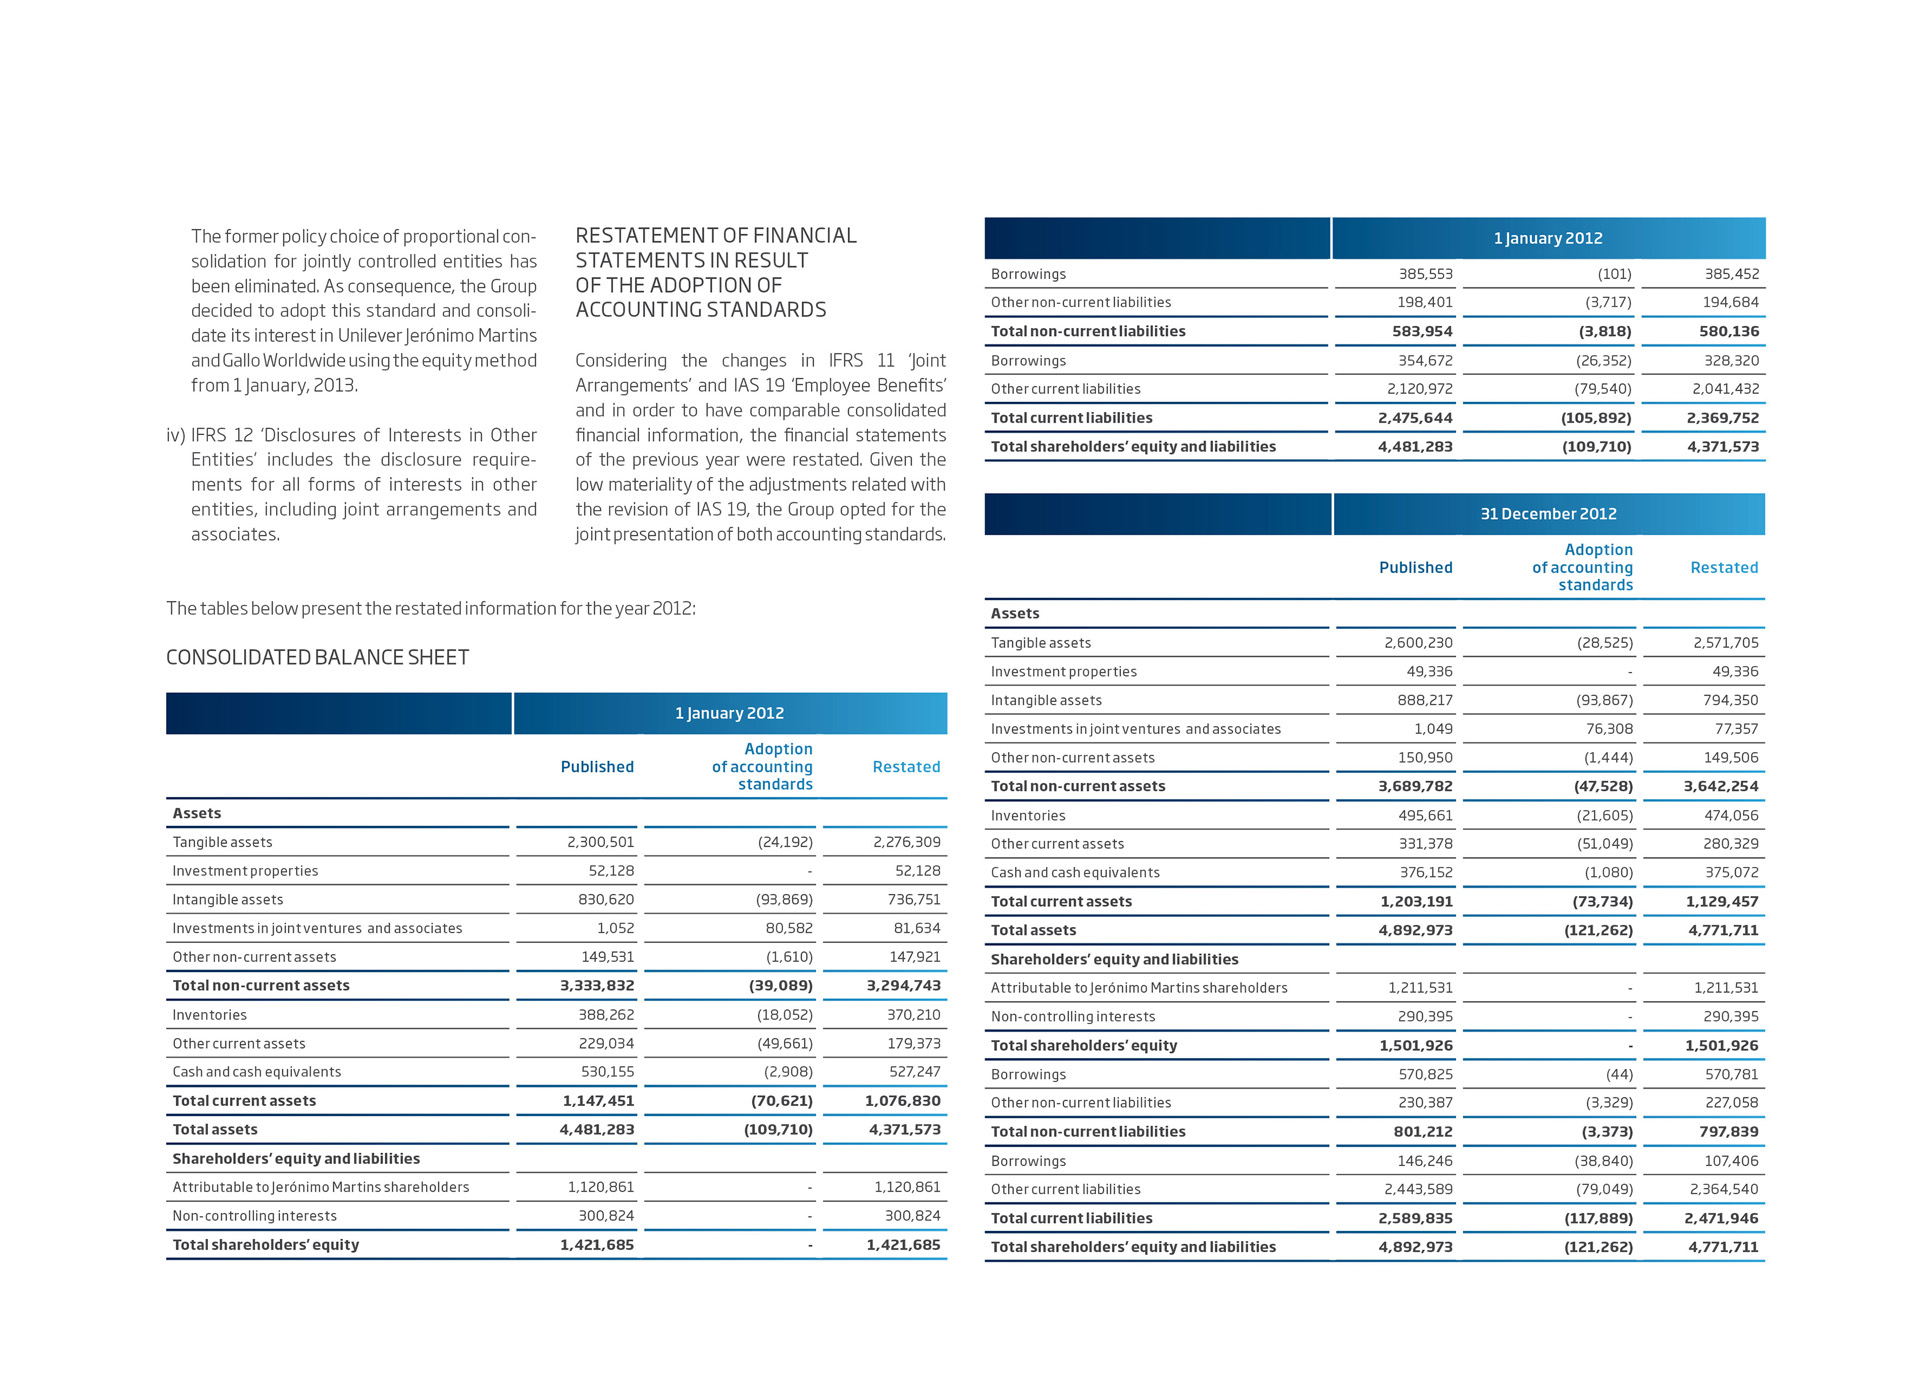 The former policy choice of proportional con-
solidation for jointly controlled entities has
been eliminated. As consequence, the Group
decided to adopt this standard and consoli-
date its interest in Unilever Jerónimo Martins
and Gallo Worldwide using the equity method
from 1 January, 2013.
iv) IFRS 12 ‘Disclosures of Interests in Other
Entities’ includes the disclosure require-
ments for all forms of interests in other
entities, including joint arrangements and
associates.
RESTATEMENT OF FINANCIAL
STATEMENTS IN RESULT
OF THE ADOPTION OF
ACCOUNTING STANDARDS
Considering the changes in IFRS 11 ‘Joint
Arrangements’ and IAS 19 ‘Employee Benefits’
and in order to have comparable consolidated
financial information, the financial statements
of the previous year were restated. Given the
low materiality of the adjustments related with
the revision of IAS 19, the Group opted for the
joint presentation of both accounting standards.
The tables below present the restated information for the year 2012:
CONSOLIDATED BALANCE SHEET
1 January 2012
Published Adoption of accounting standards Restated
Assets
Tangible assets 2,300,501 (24,192) 2,276,309
Investment properties 52,128 - 52,128
Intangible assets 830,620 (93,869) 736,751
Investments in joint ventures and associates 1,052 80,582 81,634
Other non-current assets 149,531 (1,610) 147,921
Total non-current assets 3,333,832 (39,089) 3,294,743
Inventories 388,262 (18,052) 370,210
Other current assets 229,034 (49,661) 179,373
Cash and cash equivalents 530,155 (2,908) 527,247
Total current assets 1,147,451 (70,621) 1,076,830
Total assets 4,481,283 (109,710) 4,371,573
Shareholders’ equity and liabilities
Attributable to Jerónimo Martins shareholders 1,120,861 - 1,120,861
Non-controlling interests 300,824 - 300,824
Total shareholders’ equity 1,421,685 - 1,421,685
1 January 2012
Borrowings 385,553 (101) 385,452
Other non-current liabilities 198,401 (3,717) 194,684
Total non-current liabilities 583,954 (3,818) 580,136
Borrowings 354,672 (26,352) 328,320
Other current liabilities 2,120,972 (79,540) 2,041,432
Total current liabilities 2,475,644 (105,892) 2,369,752
Total shareholders’ equity and liabilities 4,481,283 (109,710) 4,371,573
31 December 2012
Published Adoption of accounting standards Restated
Assets
Tangible assets 2,600,230 (28,525) 2,571,705
Investment properties 49,336 - 49,336
Intangible assets 888,217 (93,867) 794,350
Investments in joint ventures and associates 1,049 76,308 77,357
Other non-current assets 150,950 (1,444) 149,506
Total non-current assets 3,689,782 (47,528) 3,642,254
Inventories 495,661 (21,605) 474,056
Other current assets 331,378 (51,049) 280,329
Cash and cash equivalents 376,152 (1,080) 375,072
Total current assets 1,203,191 (73,734) 1,129,457
Total assets 4,892,973 (121,262) 4,771,711
Shareholders’ equity and liabilities
Attributable to Jerónimo Martins shareholders 1,211,531 - 1,211,531
Non-controlling interests 290,395 - 290,395
Total shareholders’ equity 1,501,926 - 1,501,926
Borrowings 570,825 (44) 570,781
Other non-current liabilities 230,387 (3,329) 227,058
Total non-current liabilities 801,212 (3,373) 797,839
Borrowings 146,246 (38,840) 107,406
Other current liabilities 2,443,589 (79,049) 2,364,540
Total current liabilities 2,589,835 (117,889) 2,471,946
Total shareholders’ equity and liabilities 4,892,973 (121,262) 4,771,711